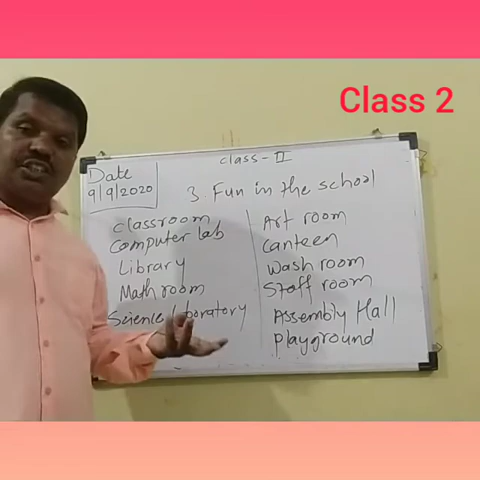 Class 2
Class - II
Date
9/9/2020
3. Fun in the school
Classroom
Computer lab
Library
Math room
Science laboratory
Art room
Canteen
Wash room
Staff room
Assembly Hall
Playground